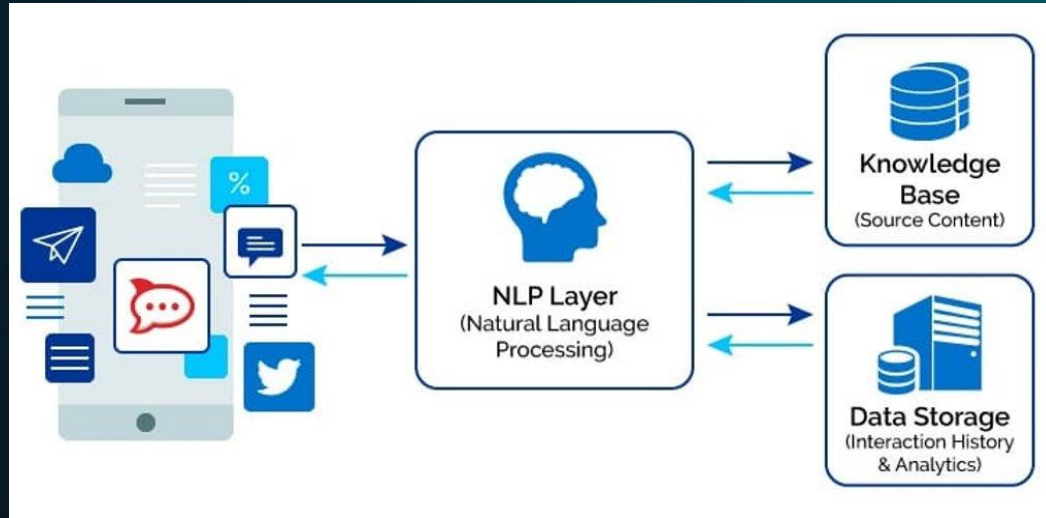 %
NLP Layer
(Natural Language
Processing)
Knowledge
Base
(Source Content)
Data Storage
(Interaction History
& Analytics)